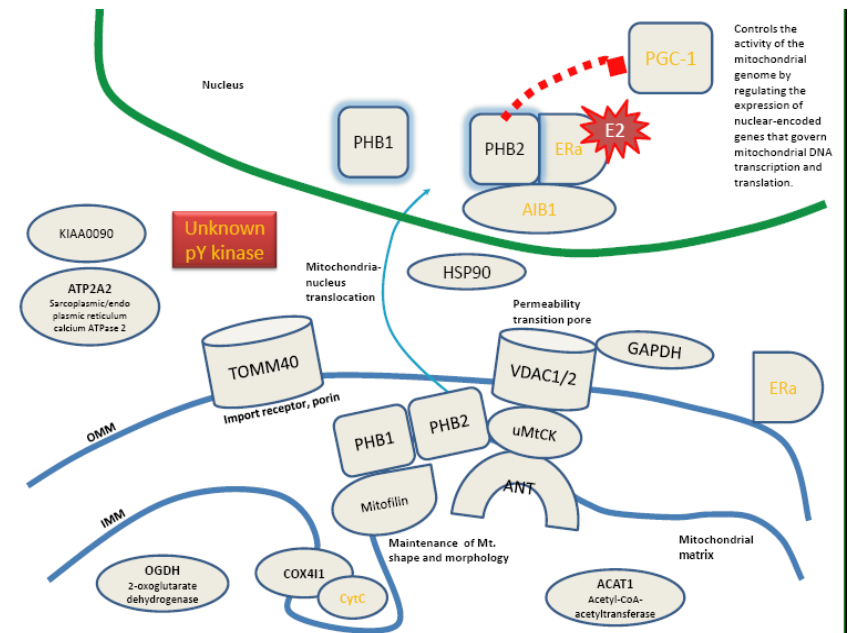 Nucleus
PHB1
PHB2
ERa
E2
AIB1
PGC-1
Controls the
activity of the
mitochondrial
genome by
regulating the
expression of
nuclear-encoded
genes that govern
mitochondrial DNA
transcription and
translation.
KIAA0090
Unknown
pY kinase
ATP2A2
Sarcoplasmic/endo
plasmic reticulum
calcium ATPase 2
Mitochondria-
nucleus
translocation
HSP90
Permeability
transition pore
TOMM40
Import receptor, porin
VDAC1/2
GAPDH
ERa
OMM
PHB1
PHB2
uMtCK
ANT
Mitofilin
IMM
Maintenance of Mt.
shape and morphology
Mitochondrial
matrix
OGDH
2-oxoglutarate
dehydrogenase
COX4I1
CytC
ACAT1
Acetyl-CoA-
acetyltransferase